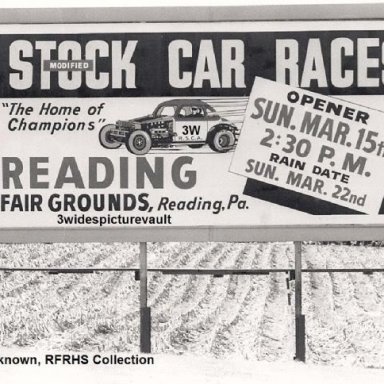 STOCK CAR RACES
MODIFIED
"The Home of
Champions"
3W
OPENER
SUN. MAR. 15th
2:30 P. M.
RAIN DATE
SUN. MAR. 22nd
READING
FAIR GROUNDS, Reading, Pa.
3widespicturevault
known, RFRHS Collection